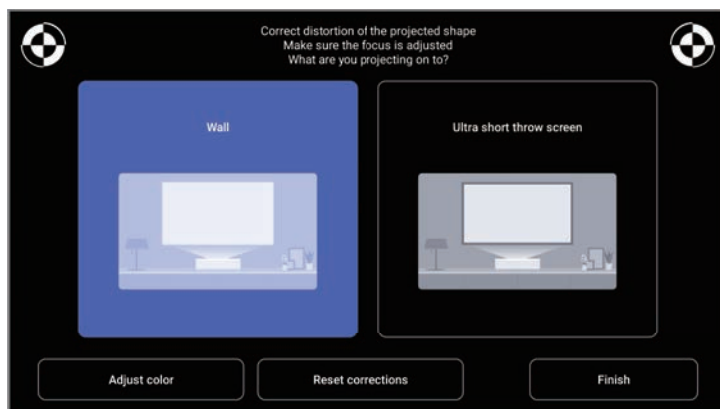 Correct distortion of the projected shape
Make sure the focus is adjusted
What are you projecting on to?
Wall
Ultra short throw screen
Adjust color
Reset corrections
Finish